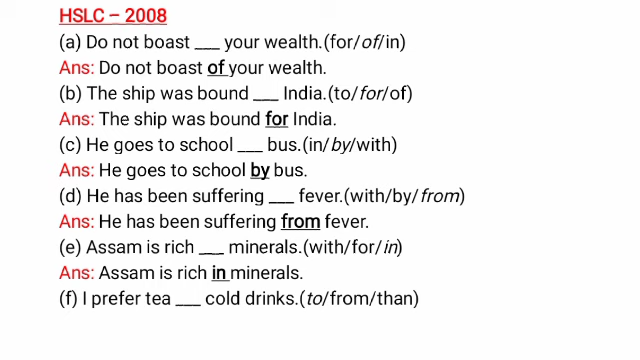 HSLC – 2008
(a) Do not boast ___ your wealth.(for/of/in)
Ans: Do not boast of your wealth.
(b) The ship was bound ___ India.(to/for/of)
Ans: The ship was bound for India.
(c) He goes to school ___ bus.(in/by/with)
Ans: He goes to school by bus.
(d) He has been suffering ___ fever.(with/by/from)
Ans: He has been suffering from fever.
(e) Assam is rich ___ minerals.(with/for/in)
Ans: Assam is rich in minerals.
(f) I prefer tea ___ cold drinks.(to/from/than)